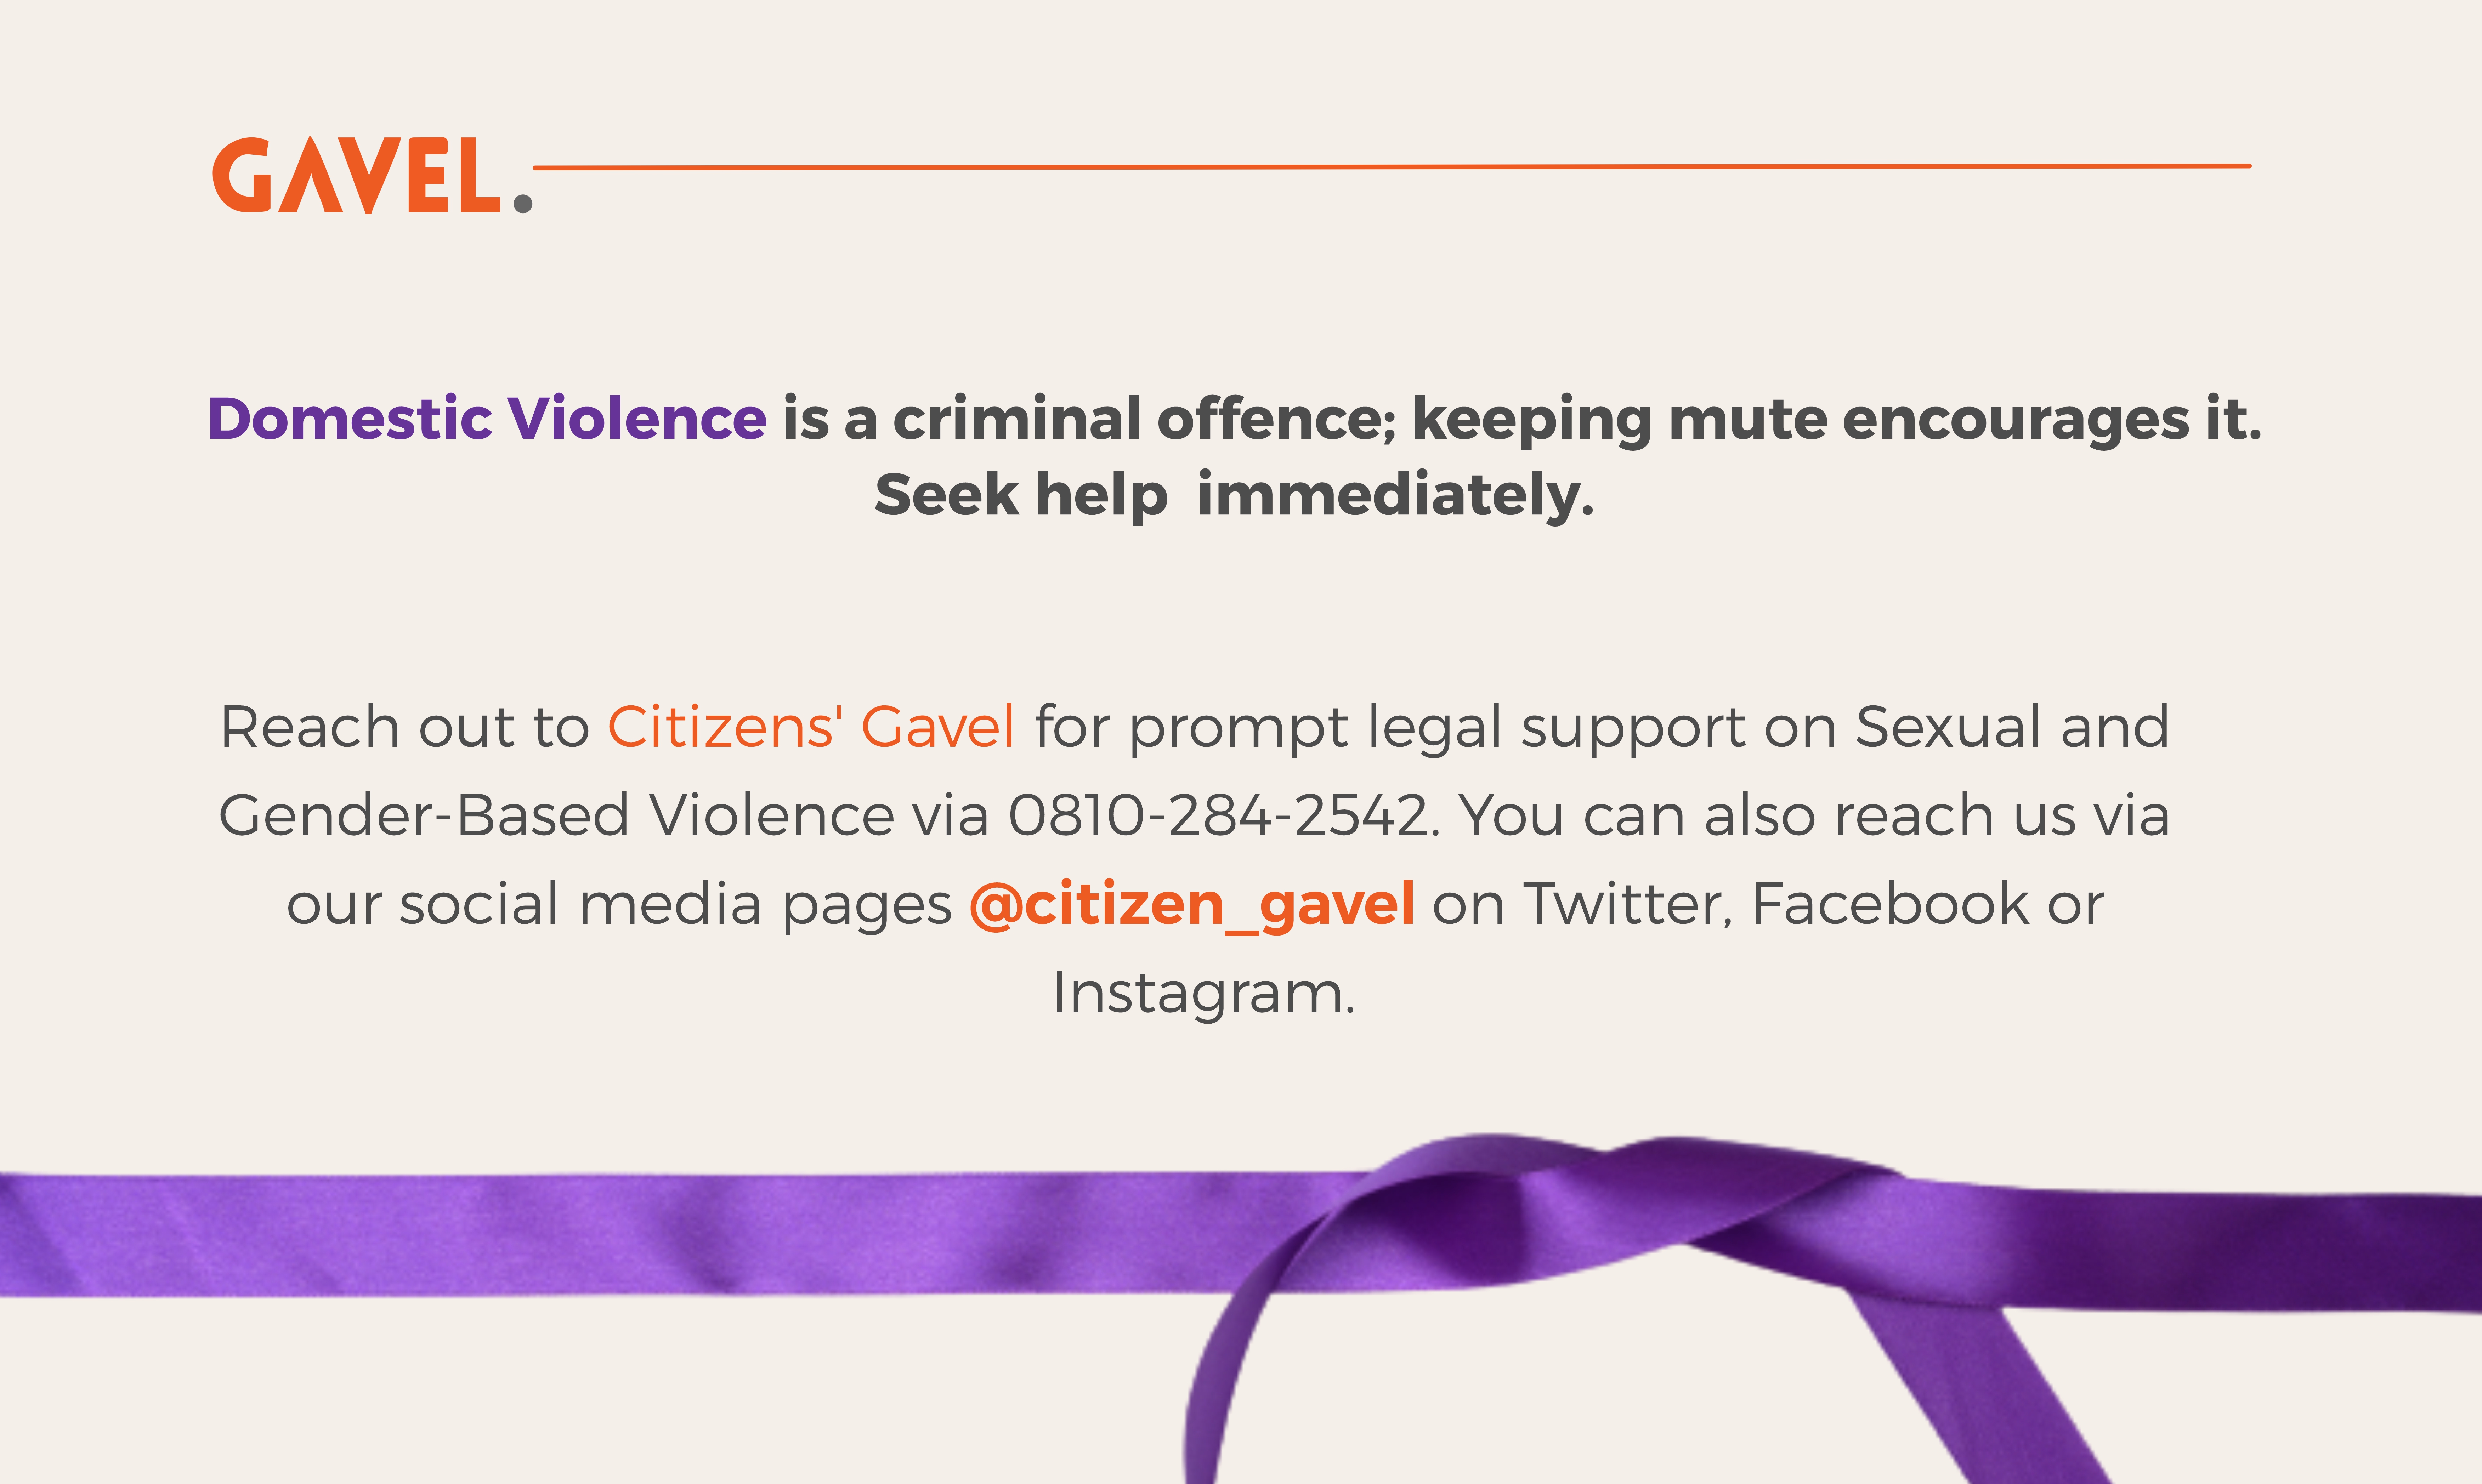 GAVEL.
Domestic Violence is a criminal offence; keeping mute encourages it.
Seek help  immediately.
Reach out to Citizens' Gavel for prompt legal support on Sexual and
Gender-Based Violence via 0810-284-2542. You can also reach us via
our social media pages @citizen_gavel on Twitter, Facebook or
Instagram.